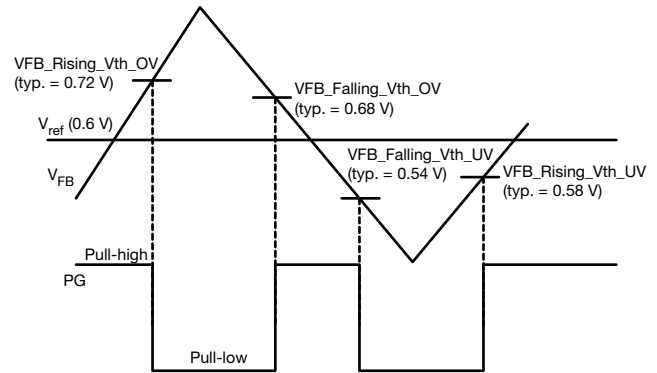 VFB_Rising_Vth_OV
(typ. = 0.72 V)
VFB_Falling_Vth_OV
(typ. = 0.68 V)
Vref (0.6 V)
VFB_Falling_Vth_UV
(typ. = 0.54 V)
VFB_Rising_Vth_UV
(typ. = 0.58 V)
VFB
Pull-high
PG
Pull-low